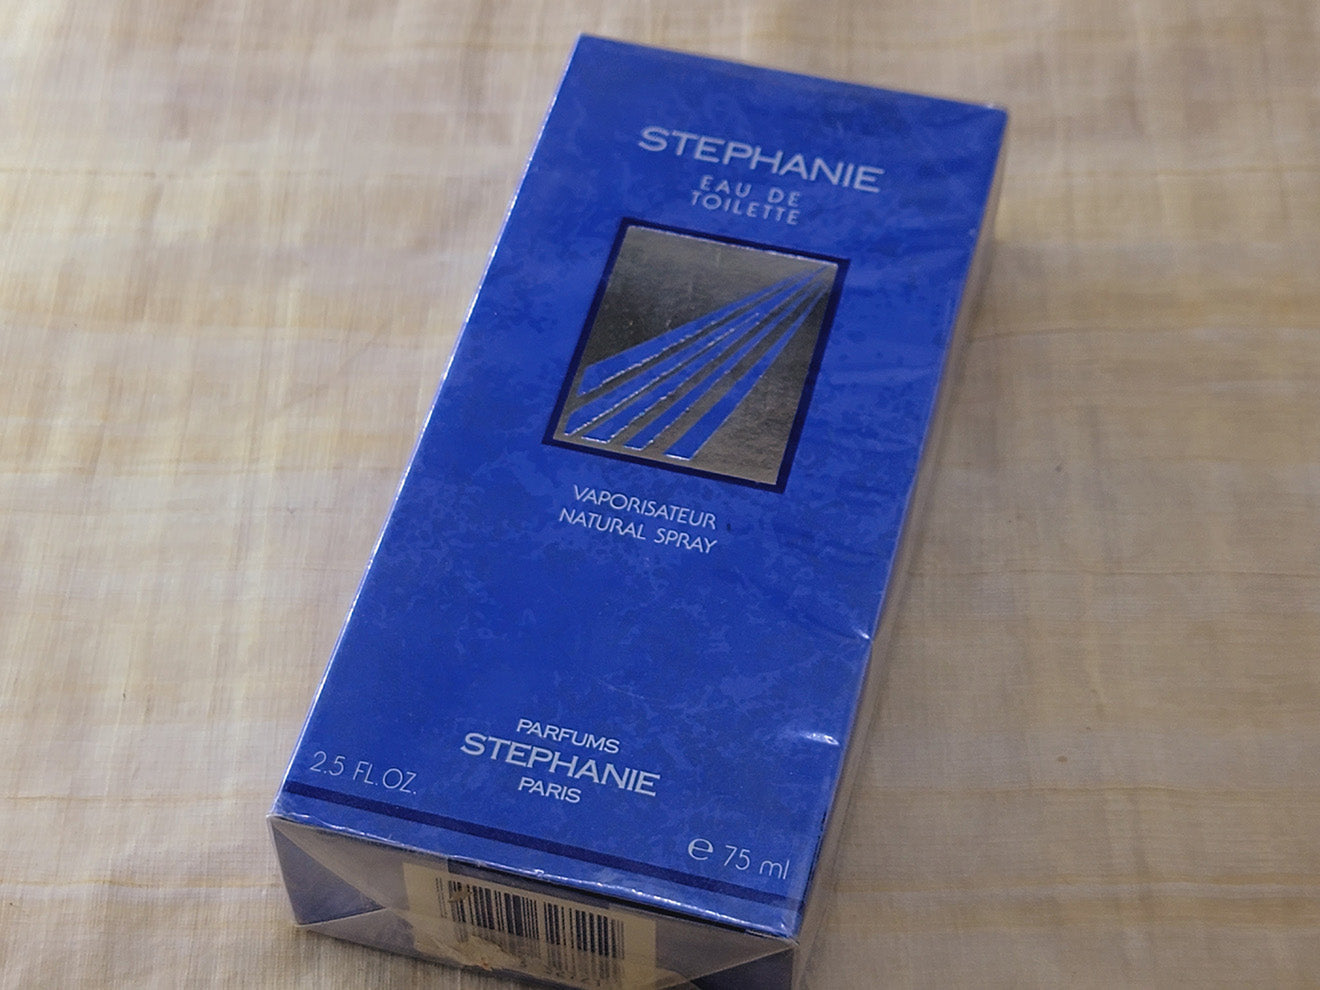 STEPHANIE
EAU DE
TOILETTE
VAPORISATEUR
NATURAL SPRAY
PARFUMS
STEPHANIE
PARIS
2.5 FL.OZ.
℮ 75 ml